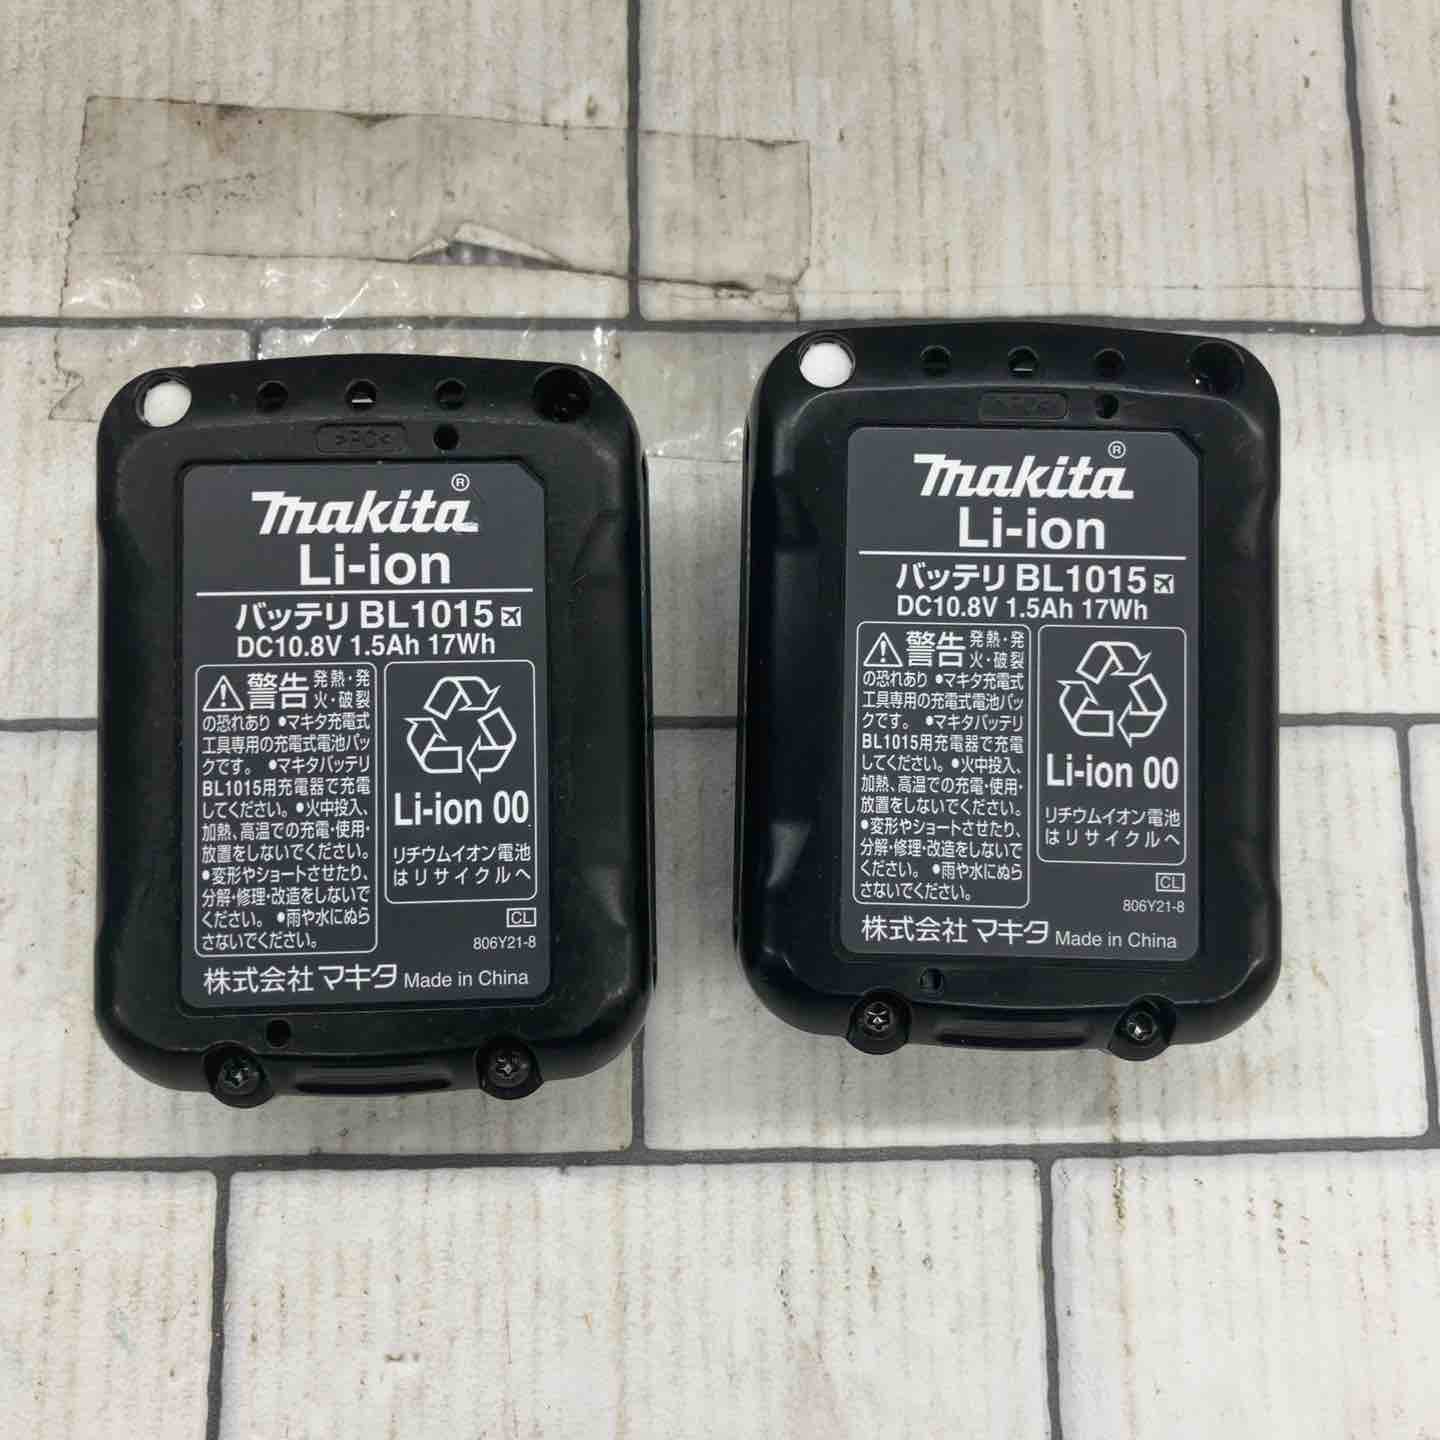 >PC<
makita®
Li-ion
バッテリ BL1015
DC10.8V 1.5Ah 17Wh
警告 発熱・発
火・破裂
の恐れあり ●マキタ充電式
工具専用の充電式電池パッ
クです。 ●マキタバッテリ
BL1015用充電器で充電
してください。●火中投入、
加熱、高温での充電・使用・
放置をしないでください。
●変形やショートさせたり、
分解・修理・改造をしないで
ください。 ●雨や水にぬら
さないでください。
Li-ion 00
リチウムイオン電池
はリサイクルへ
CL
806Y21-8
株式会社 マキタ Made in China
>PC<
makita®
Li-ion
バッテリ BL1015
DC10.8V 1.5Ah 17Wh
警告 発熱・発
火・破裂
の恐れあり ●マキタ充電式
工具専用の充電式電池パッ
クです。 ●マキタバッテリ
BL1015用充電器で充電
してください。●火中投入、
加熱、高温での充電・使用・
放置をしないでください。
●変形やショートさせたり、
分解・修理・改造をしないで
ください。 ●雨や水にぬら
さないでください。
Li-ion 00
リチウムイオン電池
はリサイクルへ
CL
806Y21-8
株式会社 マキタ Made in China